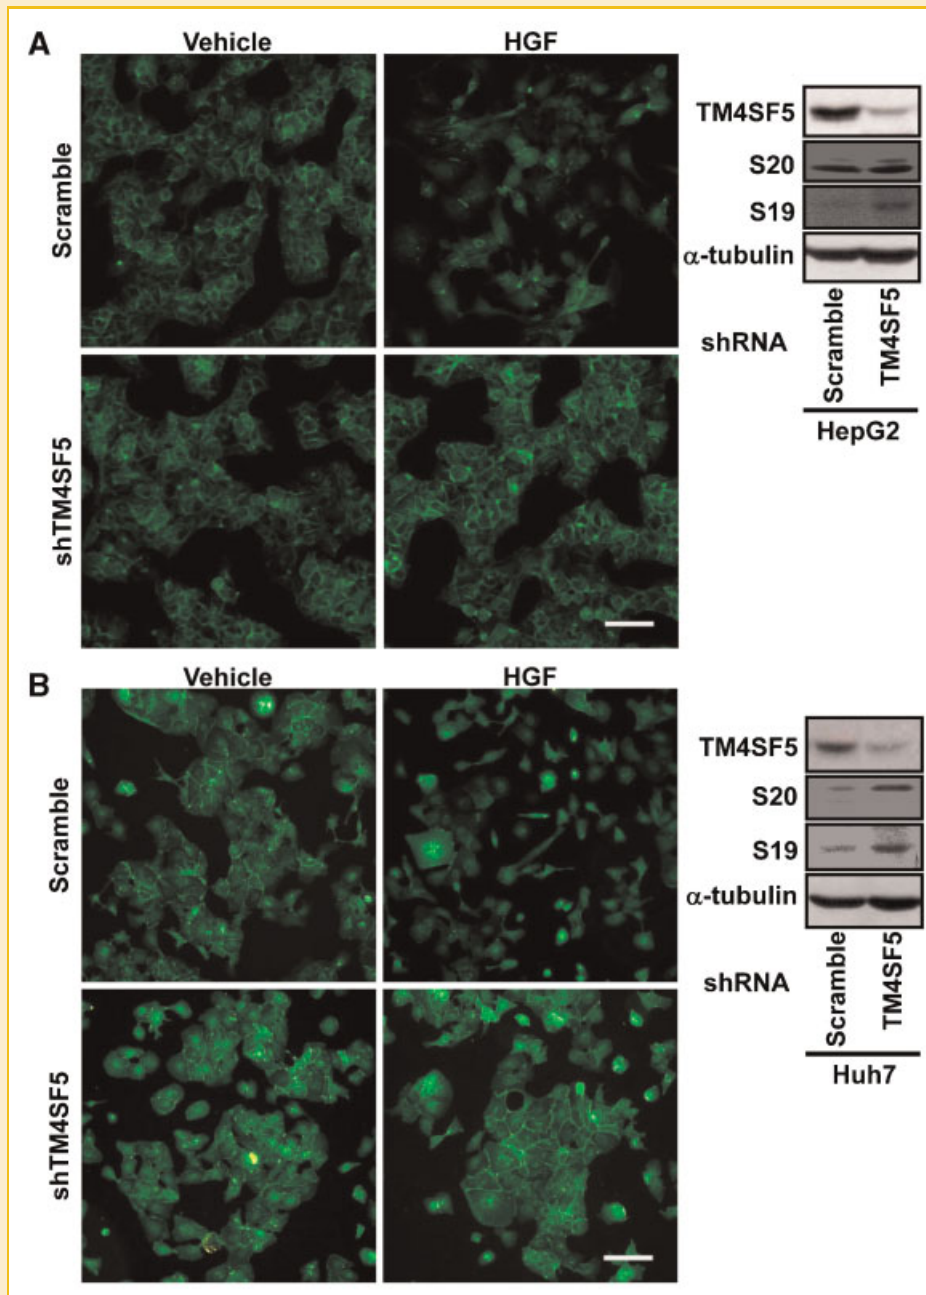 A
Vehicle
HGF
Scramble
shTM4SF5
TM4SF5
S20
S19
α-tubulin
shRNA
Scramble
TM4SF5
HepG2
B
Vehicle
HGF
Scramble
shTM4SF5
TM4SF5
S20
S19
α-tubulin
shRNA
Scramble
TM4SF5
Huh7